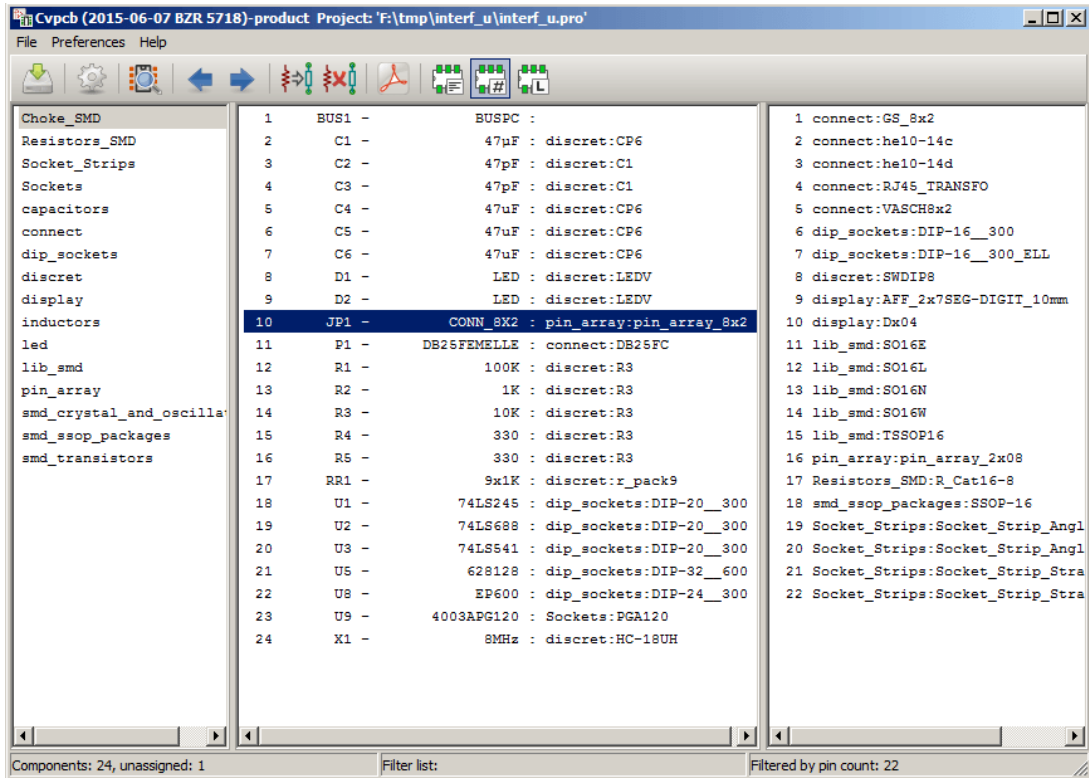 Cvpcb (2015-06-07 BZR 5718)-product Project: 'F:\tmp\interf_u\interf_u.pro'
File Preferences Help
# L
Choke_SMD
Resistors_SMD
Socket_Strips
Sockets
capacitors
connect
dip_sockets
discret
display
inductors
led
lib_smd
pin_array
smd_crystal_and_oscilla
smd_ssop_packages
smd_transistors
1 BUS1 - BUSPC :
2 C1 - 47µF : discret:CP6
3 C2 - 47pF : discret:C1
4 C3 - 47pF : discret:C1
5 C4 - 47uF : discret:CP6
6 C5 - 47uF : discret:CP6
7 C6 - 47uF : discret:CP6
8 D1 - LED : discret:LEDV
9 D2 - LED : discret:LEDV
10 JP1 - CONN_8X2 : pin_array:pin_array_8x2
11 P1 - DB25FEMELLE : connect:DB25FC
12 R1 - 100K : discret:R3
13 R2 - 1K : discret:R3
14 R3 - 10K : discret:R3
15 R4 - 330 : discret:R3
16 R5 - 330 : discret:R3
17 RR1 - 9x1K : discret:r_pack9
18 U1 - 74LS245 : dip_sockets:DIP-20__300
19 U2 - 74LS688 : dip_sockets:DIP-20__300
20 U3 - 74LS541 : dip_sockets:DIP-20__300
21 U5 - 628128 : dip_sockets:DIP-32__600
22 U8 - EP600 : dip_sockets:DIP-24__300
23 U9 - 4003APG120 : Sockets:PGA120
24 X1 - 8MHz : discret:HC-18UH
1 connect:GS_8x2
2 connect:he10-14c
3 connect:he10-14d
4 connect:RJ45_TRANSFO
5 connect:VASCH8x2
6 dip_sockets:DIP-16__300
7 dip_sockets:DIP-16__300_ELL
8 discret:SWDIP8
9 display:AFF_2x7SEG-DIGIT_10mm
10 display:Dx04
11 lib_smd:SO16E
12 lib_smd:SO16L
13 lib_smd:SO16N
14 lib_smd:SO16W
15 lib_smd:TSSOP16
16 pin_array:pin_array_2x08
17 Resistors_SMD:R_Cat16-8
18 smd_ssop_packages:SSOP-16
19 Socket_Strips:Socket_Strip_Angl
20 Socket_Strips:Socket_Strip_Angl
21 Socket_Strips:Socket_Strip_Stra
22 Socket_Strips:Socket_Strip_Stra
Components: 24, unassigned: 1
Filter list:
Filtered by pin count: 22